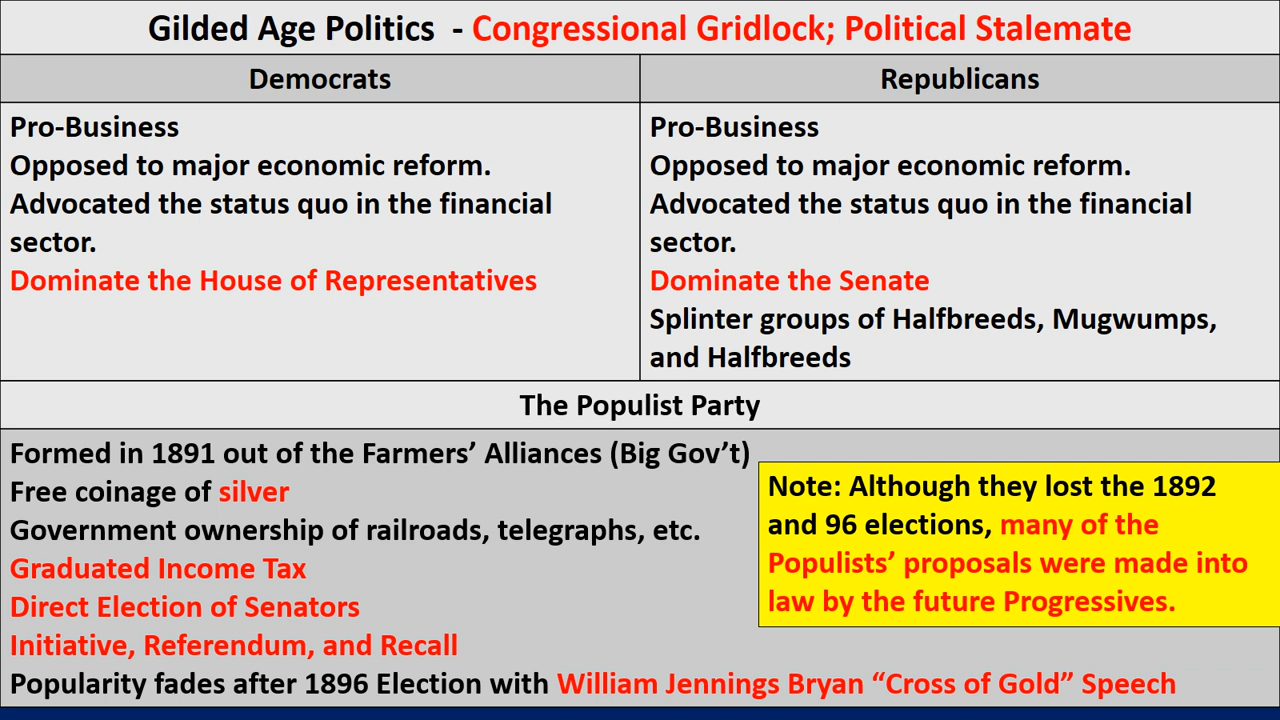 Gilded Age Politics - Congressional Gridlock; Political Stalemate
Democrats
Republicans
Pro-Business
Opposed to major economic reform.
Advocated the status quo in the financial
sector.
Dominate the House of Representatives
Pro-Business
Opposed to major economic reform.
Advocated the status quo in the financial
sector.
Dominate the Senate
Splinter groups of Halfbreeds, Mugwumps,
and Halfbreeds
The Populist Party
Formed in 1891 out of the Farmers’ Alliances (Big Gov’t)
Free coinage of silver
Government ownership of railroads, telegraphs, etc.
Graduated Income Tax
Direct Election of Senators
Initiative, Referendum, and Recall
Popularity fades after 1896 Election with William Jennings Bryan “Cross of Gold” Speech
Note: Although they lost the 1892
and 96 elections, many of the
Populists’ proposals were made into
law by the future Progressives.